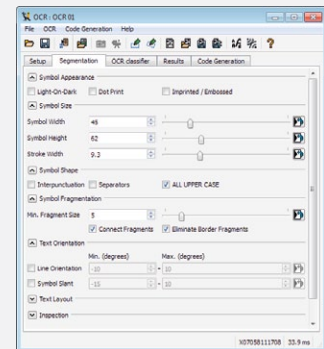 OCR : OCR 01
File OCR Code Generation Help
Setup Segmentation OCR classifier Results Code Generation
Symbol Appearance
Light-On-Dark Dot Print Imprinted / Embossed
Symbol Size
Symbol Width 46
Symbol Height 62
Stroke Width 9.3
Symbol Shape
Interpunctuation Separators ALL UPPER CASE
Symbol Fragmentation
Min. Fragment Size 5
Connect Fragments Eliminate Border Fragments
Text Orientation
Min. (degrees) Max. (degrees)
Line Orientation -10 - 10
Symbol Slant -15 - 10
Text Layout
Inspection
X07058111708 33.9 ms